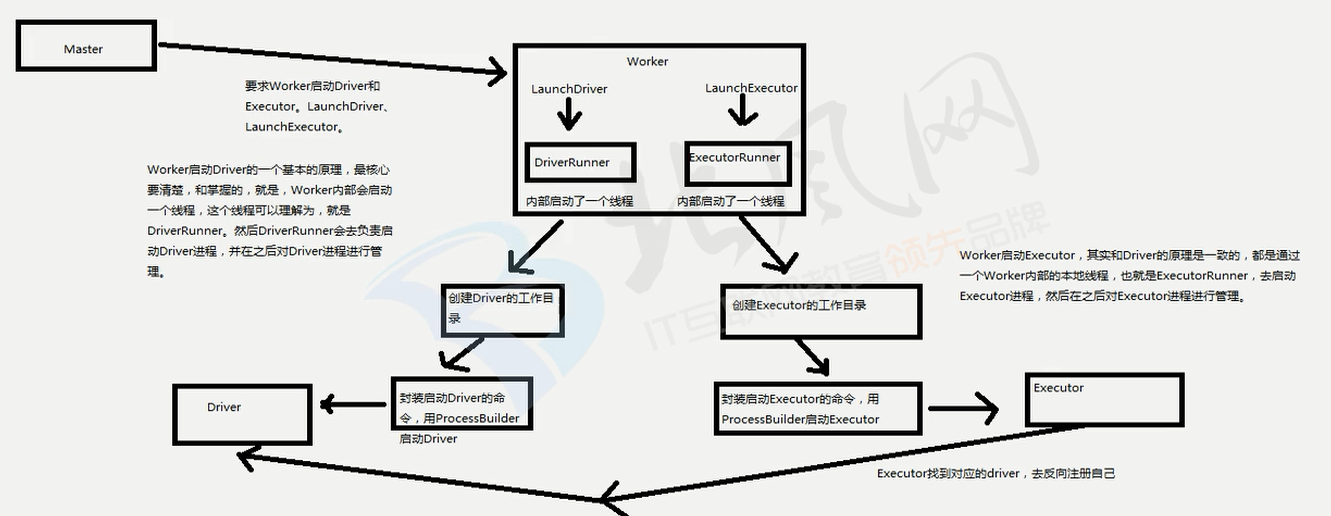 Master
Worker
要求Worker启动Driver和
Executor。LaunchDriver、
LaunchExecutor。
LaunchDriver
LaunchExecutor
DriverRunner
ExecutorRunner
内部启动了一个线程
内部启动了一个线程
Worker启动Driver的一个基本的原理，最核心
要清楚，和掌握的，就是，Worker内部会启动
一个线程，这个线程可以理解为，就是
DriverRunner。然后DriverRunner会去负责启
动Driver进程，并在之后对Driver进程进行管
理。
北风网
IT互联网教育领先品牌
Worker启动Executor，其实和Driver的原理是一致的，都是通过
一个Worker内部的本地线程，也就是ExecutorRunner，去启动
Executor进程，然后在之后对Executor进程进行管理。
创建Driver的工作目
录
创建Executor的工作目录
封装启动Driver的命
令，用ProcessBuilder
启动Driver
封装启动Executor的命令，用
ProcessBuilder启动Executor
Driver
Executor
Executor找到对应的driver，去反向注册自己